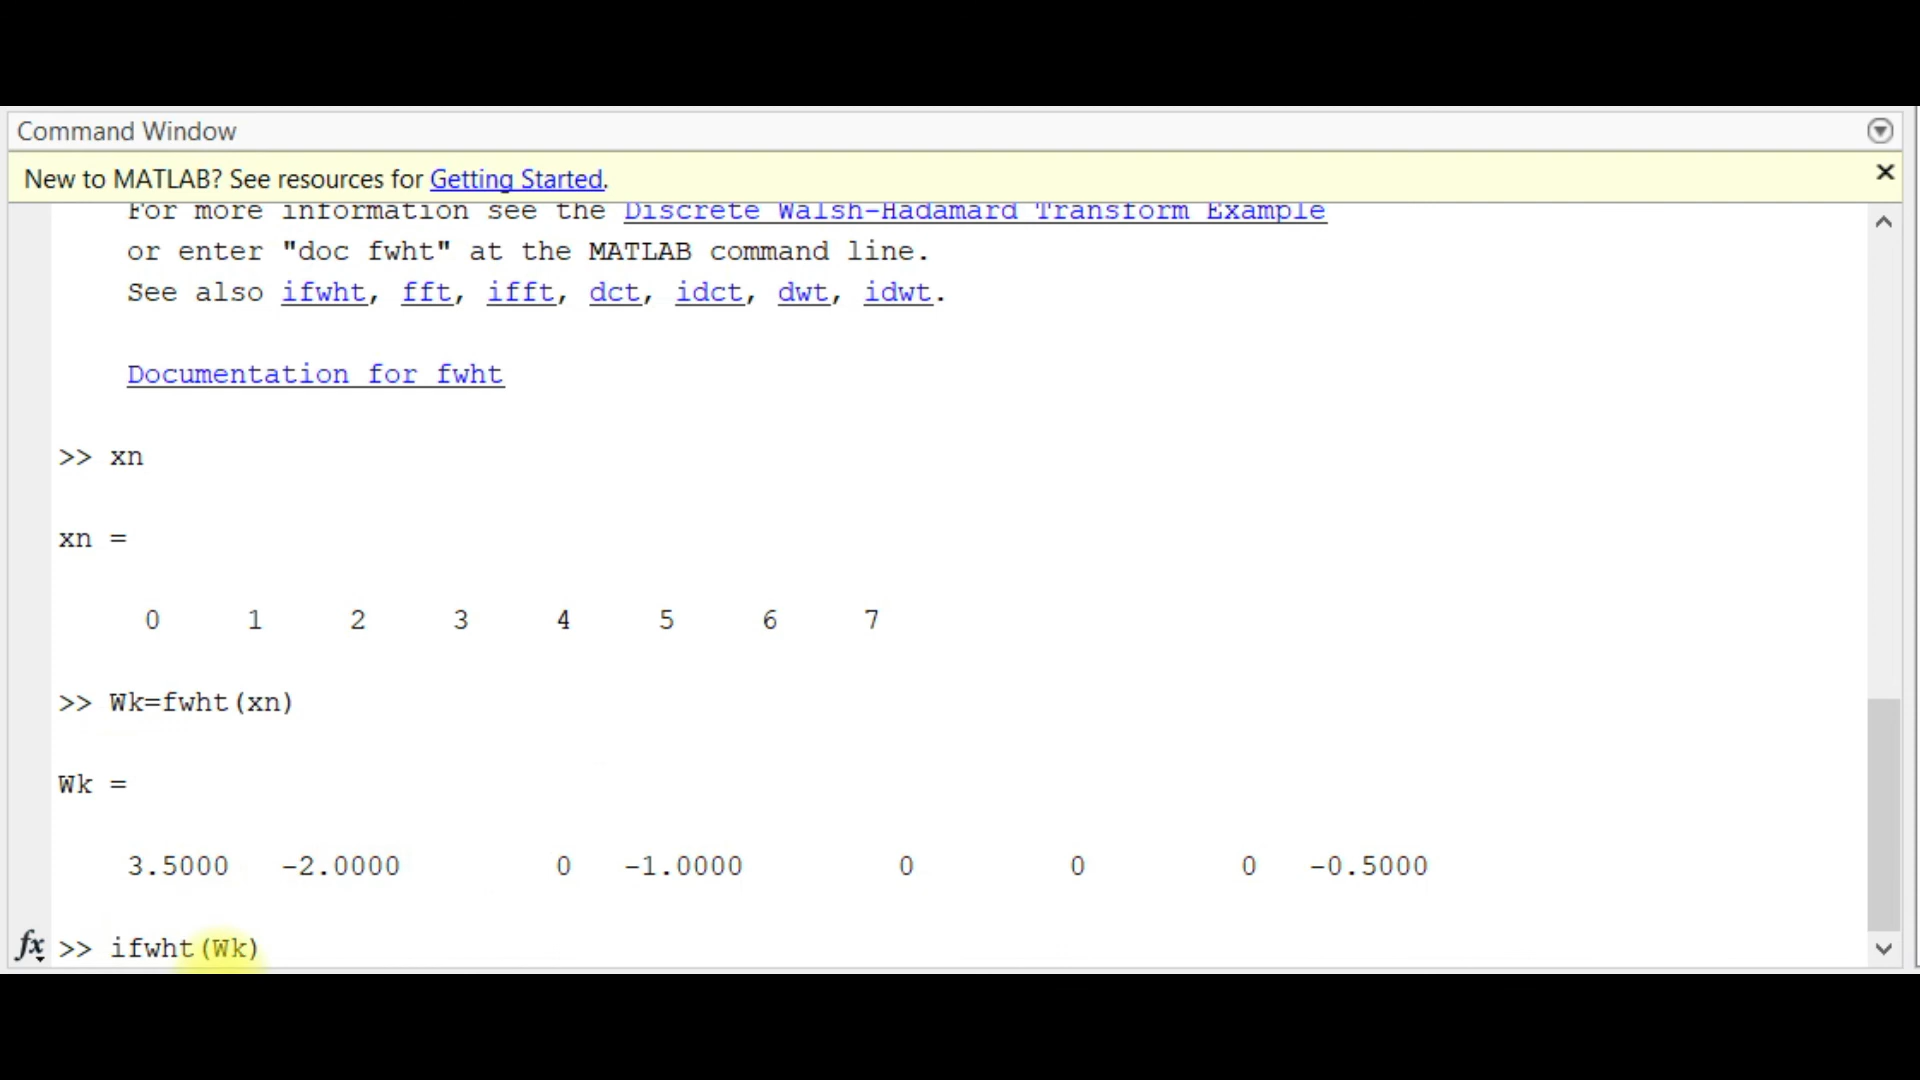 Command Window
New to MATLAB? See resources for Getting Started.
For more information see the Discrete Walsh-Hadamard Transform Example
or enter "doc fwht" at the MATLAB command line.
See also ifwht, fft, ifft, dct, idct, dwt, idwt.
Documentation for fwht
>> xn
xn =
0 1 2 3 4 5 6 7
>> Wk=fwht(xn)
Wk =
3.5000 -2.0000 0 -1.0000 0 0 0 -0.5000
fx >> ifwht(Wk)